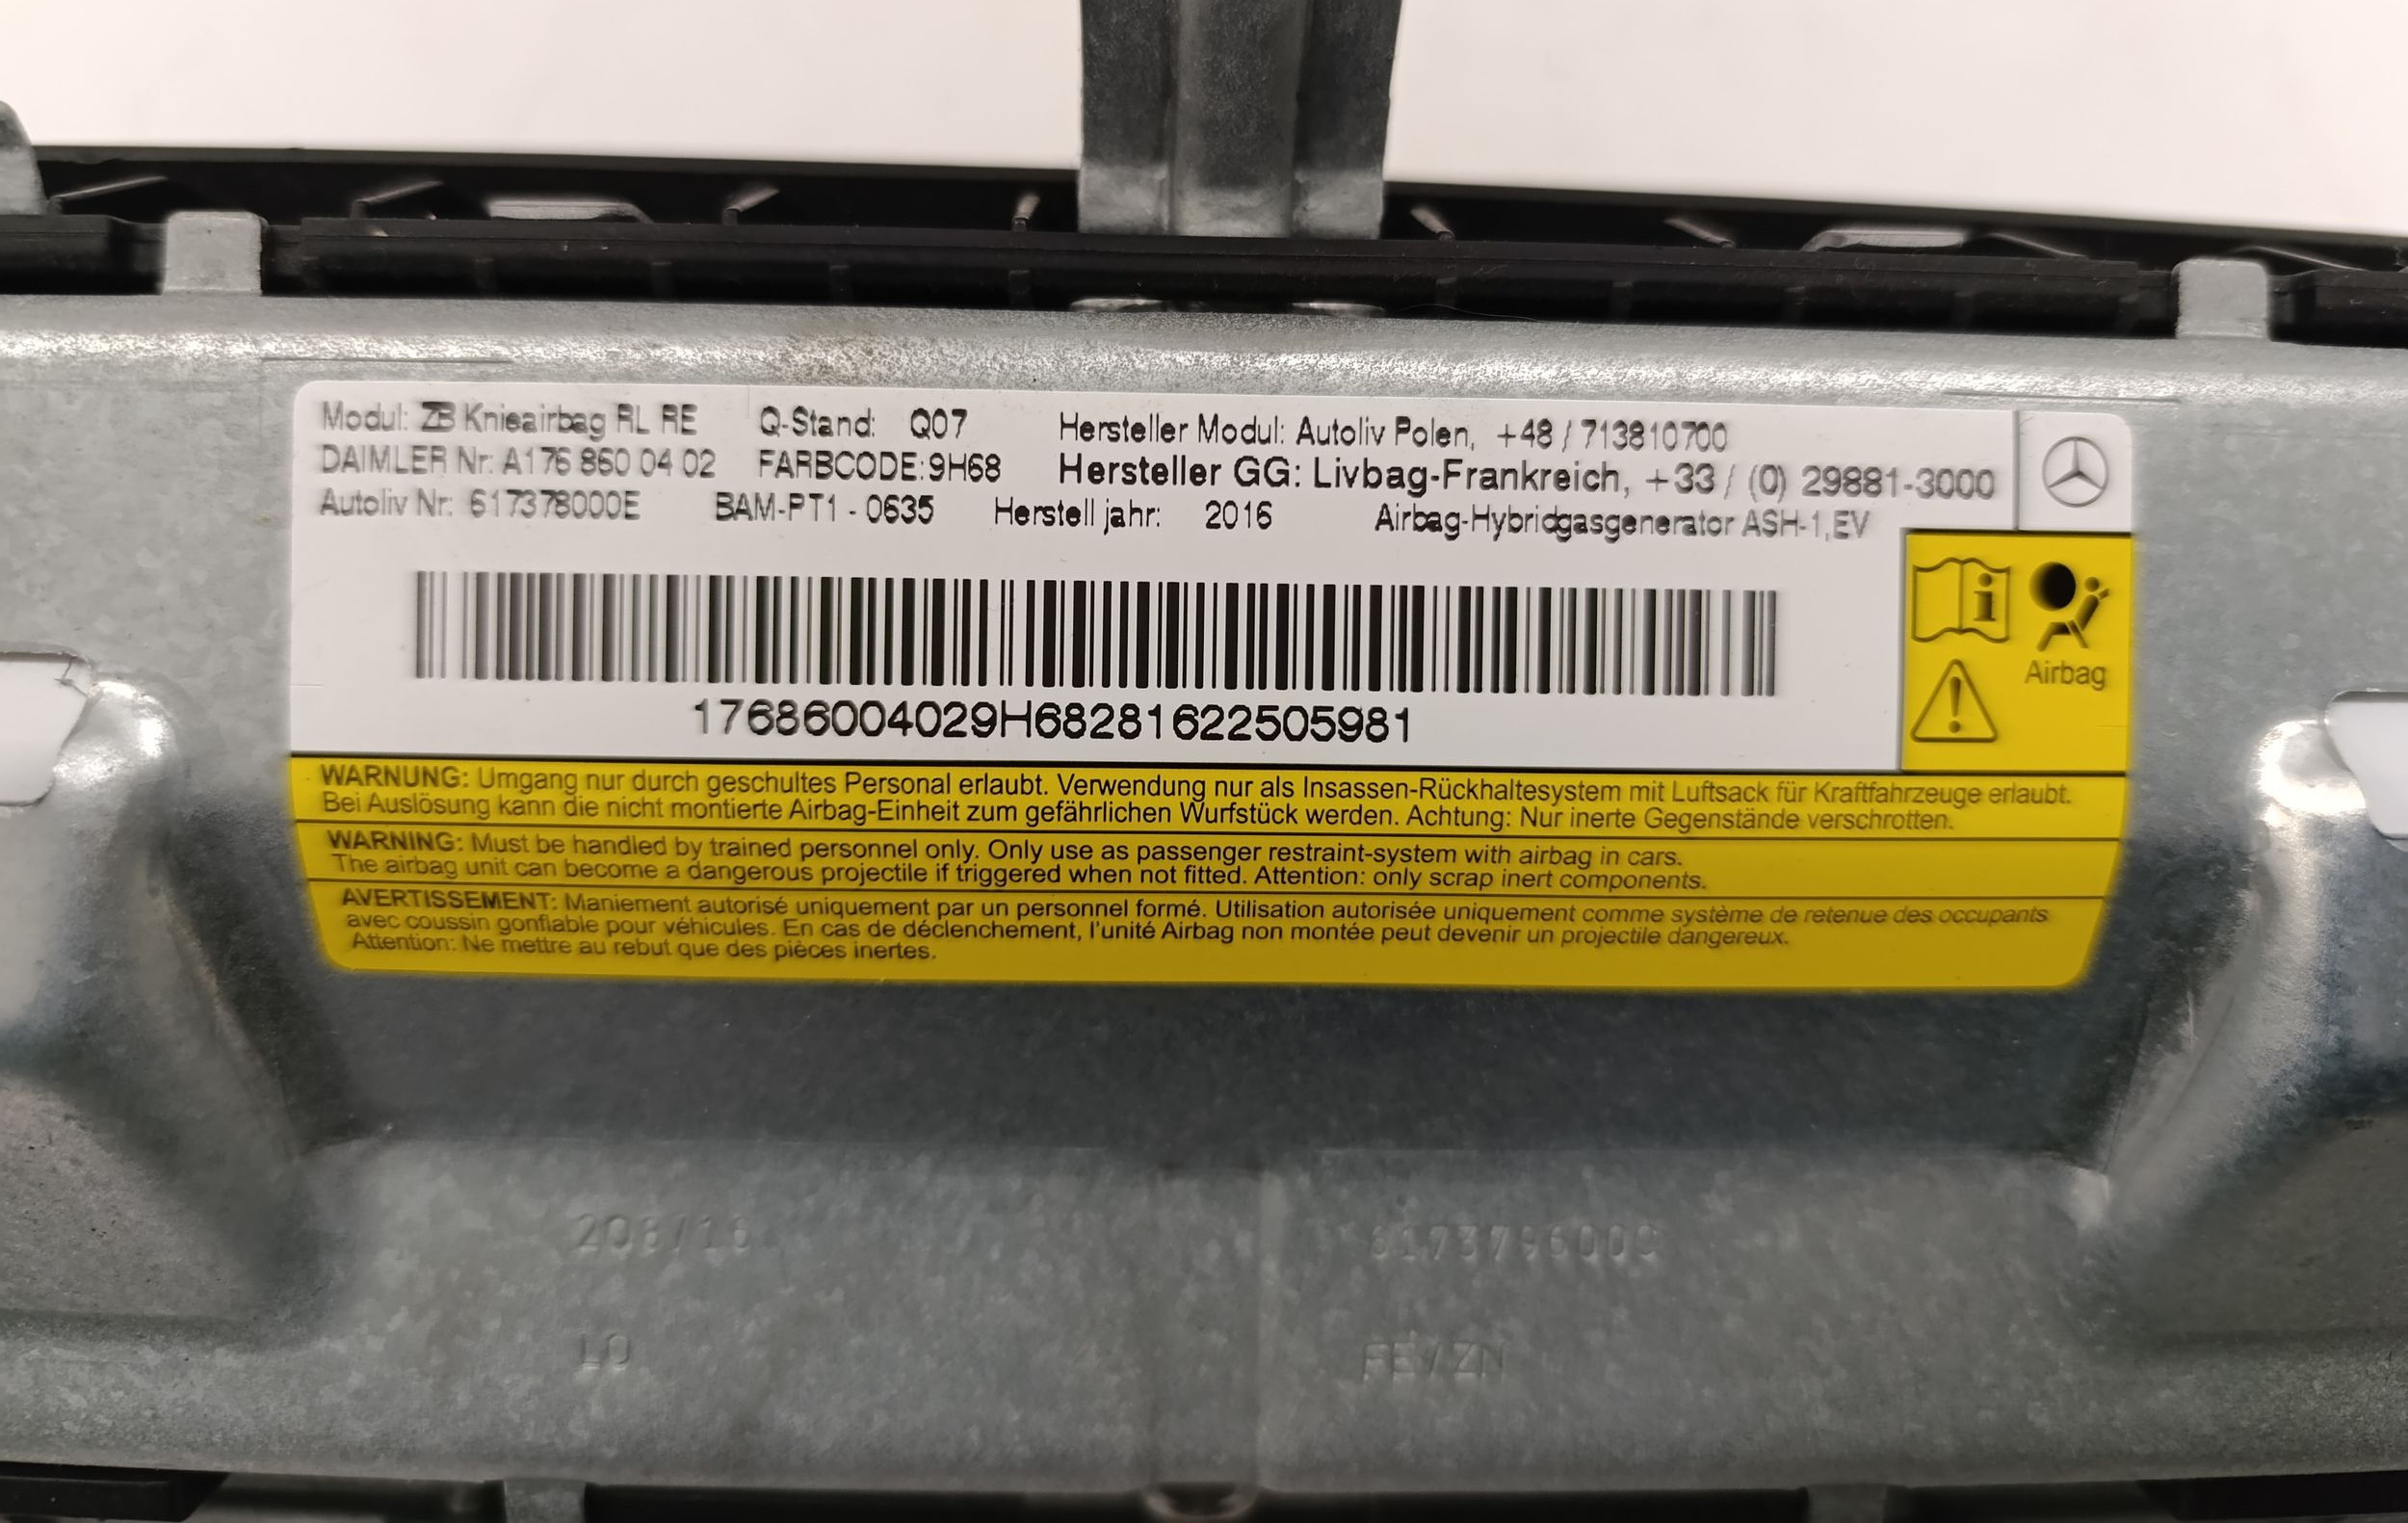 Modul: ZB Knieairbag RL RE Q-Stand: Q07 Hersteller Modul: Autoliv Polen, +48 / 713810700
DAIMLER Nr: A176 860 04 02 FARBCODE:9H68 Hersteller GG: Livbag-Frankreich, +33 / (0) 29881-3000
Autoliv Nr: 617378000E BAM-PT1 - 0635 Herstell jahr: 2016 Airbag-Hybridgasgenerator ASH-1,EV
Airbag
17686004029H68281622505981
WARNUNG: Umgang nur durch geschultes Personal erlaubt. Verwendung nur als Insassen-Rückhaltesystem mit Luftsack für Kraftfahrzeuge erlaubt.
Bei Auslösung kann die nicht montierte Airbag-Einheit zum gefährlichen Wurfstück werden. Achtung: Nur inerte Gegenstände verschrotten.
WARNING: Must be handled by trained personnel only. Only use as passenger restraint-system with airbag in cars.
The airbag unit can become a dangerous projectile if triggered when not fitted. Attention: only scrap inert components.
AVERTISSEMENT: Maniement autorisé uniquement par un personnel formé. Utilisation autorisée uniquement comme système de retenue des occupants
avec coussin gonflable pour véhicules. En cas de déclenchement, l'unité Airbag non montée peut devenir un projectile dangereux.
Attention: Ne mettre au rebut que des pièces inertes.
208/16
LO
FE/ZN